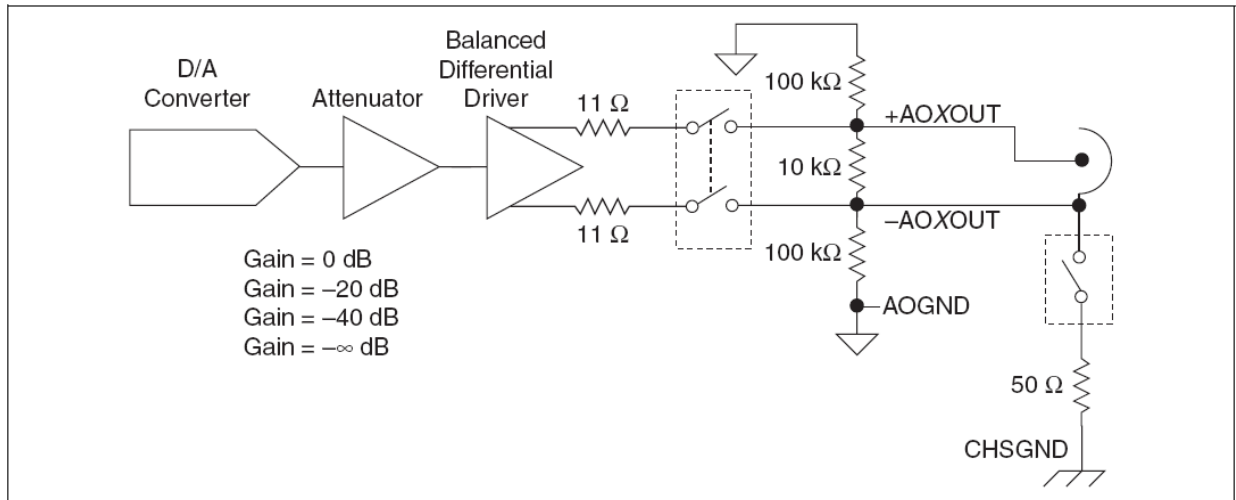 D/A
Converter
Attenuator
Balanced
Differential
Driver
11 Ω
11 Ω
100 kΩ
+AOXOUT
10 kΩ
–AOXOUT
100 kΩ
AOGND
Gain = 0 dB
Gain = –20 dB
Gain = –40 dB
Gain = –∞ dB
50 Ω
CHSGND